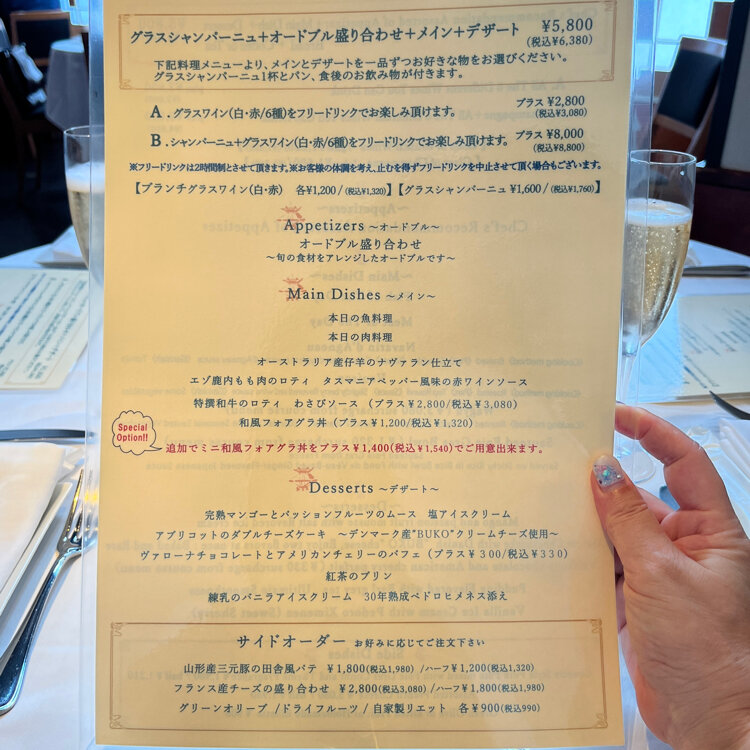 グラスシャンパーニュ+オードブル盛り合わせ+メイン+デザート ¥5,800
(税込¥6,380)
下記料理メニューより、メインとデザートを一品ずつお好きな物をお選びください。
グラスシャンパーニュ1杯とパン、食後のお飲み物が付きます。
A.グラスワイン(白・赤/6種)をフリードリンクでお楽しみ頂けます。 プラス ¥2,800
(税込¥3,080)
B.シャンパーニュ+グラスワイン(白・赤/6種)をフリードリンクでお楽しみ頂けます。 プラス ¥8,000
(税込¥8,800)
※フリードリンクは2時間制とさせて頂きます。※お客様の体調を考え、止むを得ずフリードリンクを中止させて頂く場合もございます。
【ブランチグラスワイン(白・赤) 各¥1,200/(税込¥1,320)】【グラスシャンパーニュ ¥1,600/(税込¥1,760)】
Appetizers ～オードブル～
オードブル盛り合わせ
～旬の食材をアレンジしたオードブルです～
Main Dishes ～メイン～
本日の魚料理
本日の肉料理
オーストラリア産仔羊のナヴァラン仕立て
エゾ鹿内もも肉のロティ タスマニアペッパー風味の赤ワインソース
特撰和牛のロティ わさびソース (プラス¥2,800/税込¥3,080)
和風フォアグラ丼(プラス¥1,200/税込¥1,320)
Special
Option!!
追加でミニ和風フォアグラ丼をプラス¥1,400(税込¥1,540)でご用意出来ます。
Desserts ～デザート～
完熟マンゴーとパッションフルーツのムース 塩アイスクリーム
アプリコットのダブルチーズケーキ ～デンマーク産"BUKO"クリームチーズ使用～
ヴァローナチョコレートとアメリカンチェリーのパフェ(プラス¥300/税込¥330)
紅茶のプリン
練乳のバニラアイスクリーム 30年熟成ペドロヒメネス添え
サイドオーダー お好みに応じてご注文下さい
山形産三元豚の田舎風パテ ¥1,800(税込1,980) /ハーフ¥1,200(税込1,320)
フランス産チーズの盛り合わせ ¥2,800(税込3,080) /ハーフ¥1,800(税込1,980)
グリーンオリーブ /ドライフルーツ/自家製リエット 各¥900(税込990)